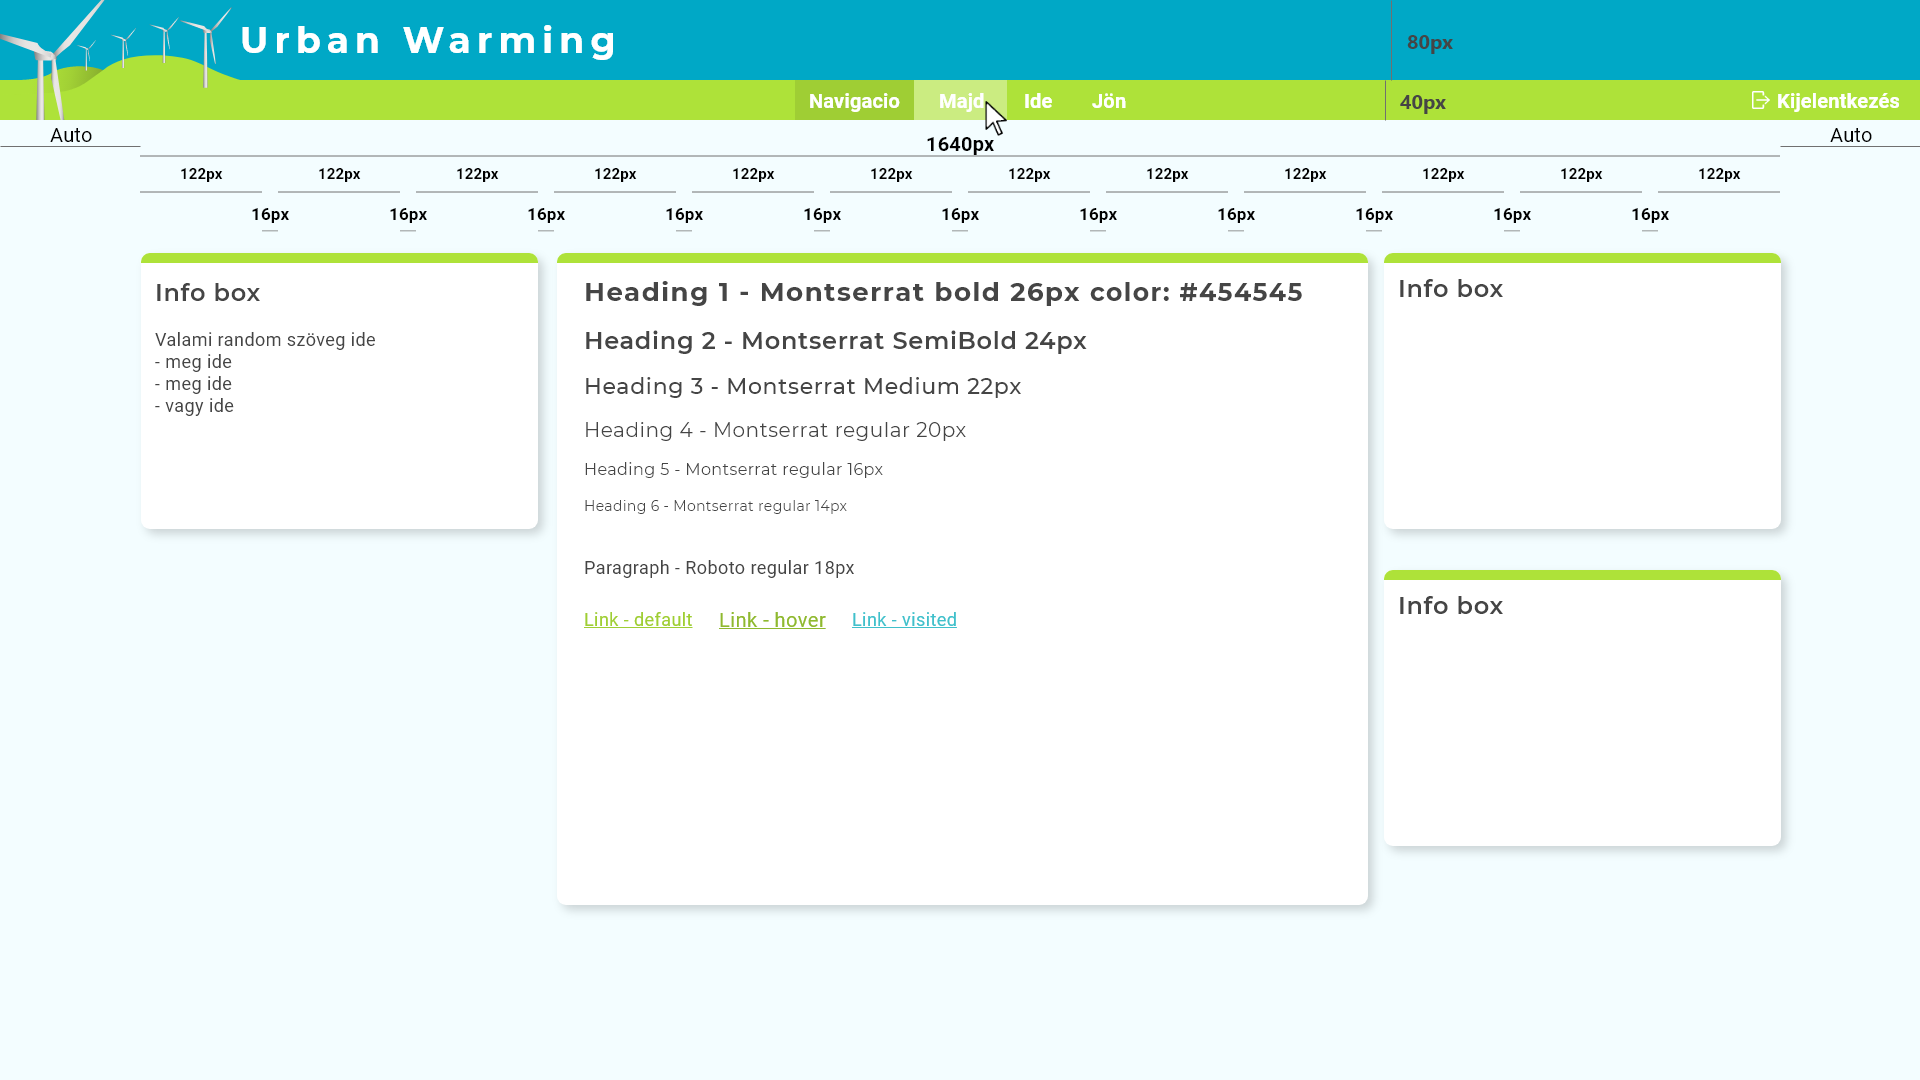 Urban Warming
80px
Navigacio Majd Ide Jön 40px Kijelentkezés
Auto Auto
1640px
122px 122px 122px 122px 122px 122px 122px 122px 122px 122px 122px 122px
16px 16px 16px 16px 16px 16px 16px 16px 16px 16px 16px
Info box
Valami random szöveg ide
- meg ide
- meg ide
- vagy ide
Heading 1 - Montserrat bold 26px color: #454545
Heading 2 - Montserrat SemiBold 24px
Heading 3 - Montserrat Medium 22px
Heading 4 - Montserrat regular 20px
Heading 5 - Montserrat regular 16px
Heading 6 - Montserrat regular 14px
Paragraph - Roboto regular 18px
Link - default Link - hover Link - visited
Info box
Info box